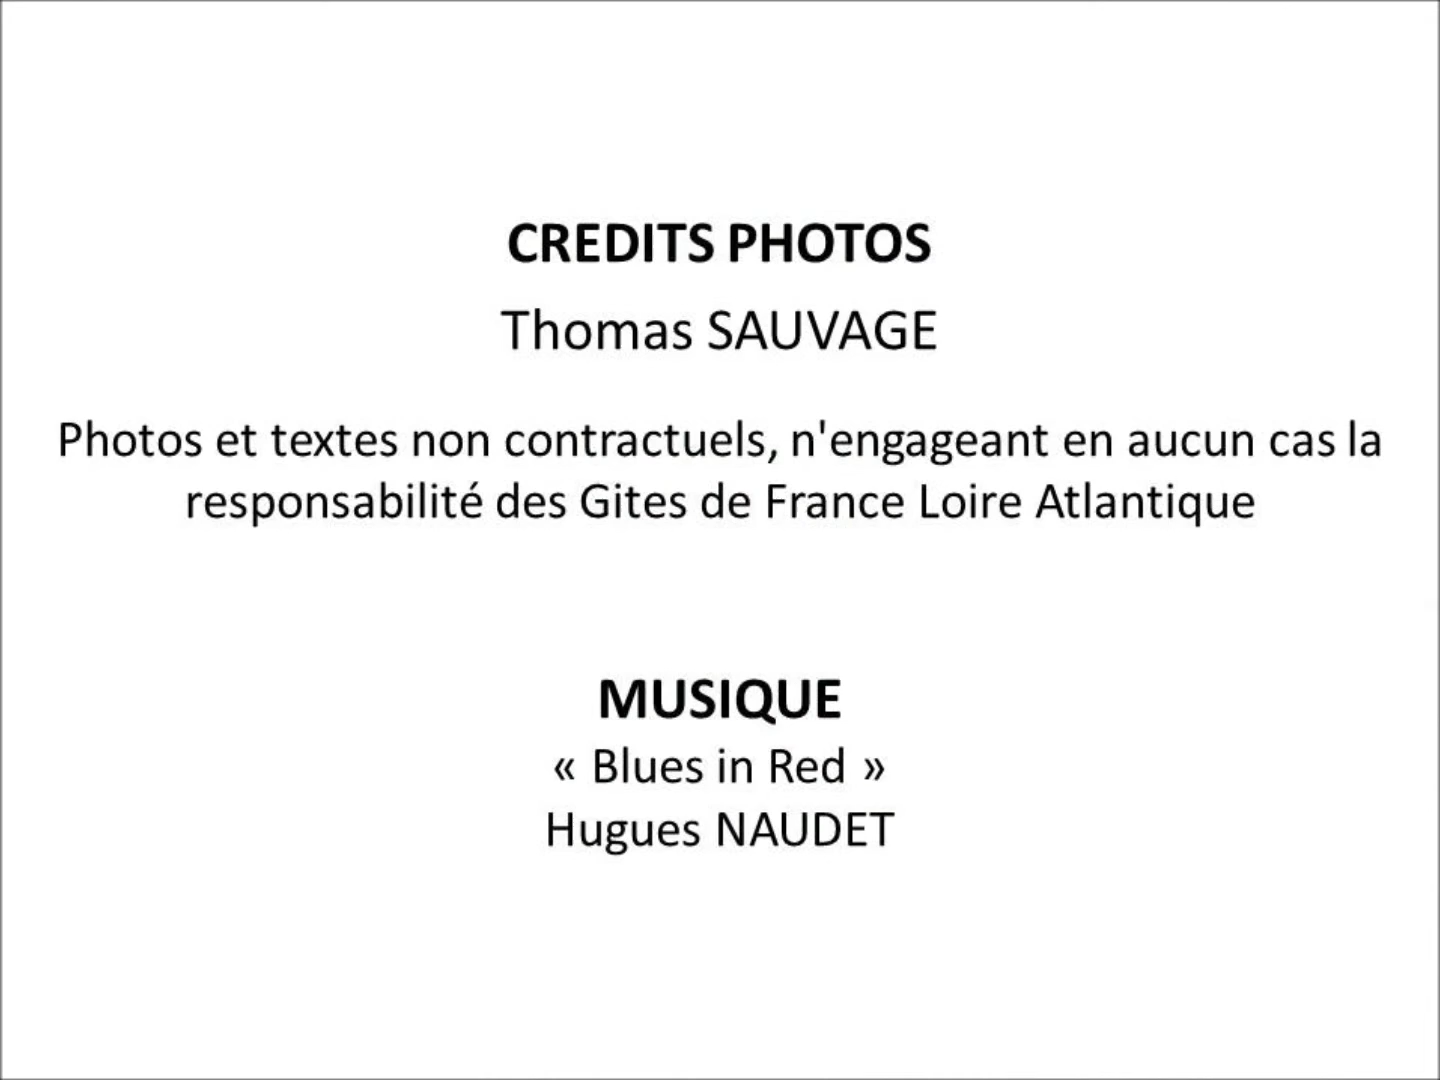 CREDITS PHOTOS
Thomas SAUVAGE
Photos et textes non contractuels, n'engageant en aucun cas la
responsabilité des Gites de France Loire Atlantique
MUSIQUE
« Blues in Red »
Hugues NAUDET